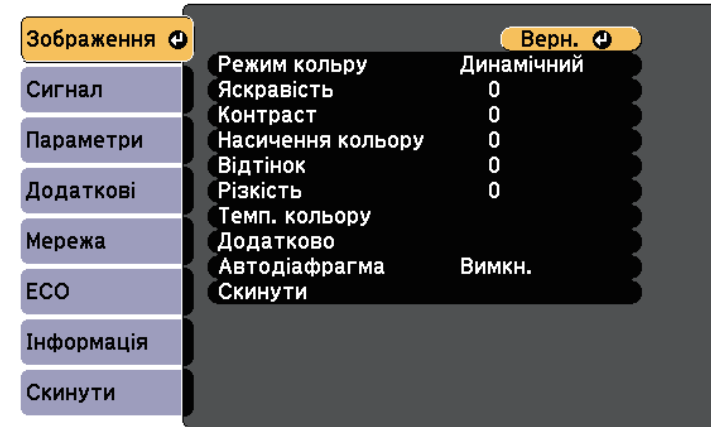 Зображення
Сигнал
Параметри
Додаткові
Мережа
ECO
Інформація
Скинути
Верн.
Режим кольру Динамічний
Яскравість 0
Контраст 0
Насичення кольору 0
Відтінок 0
Різкість 0
Темп. кольору
Додатково
Автодіафрагма Вимкн.
Скинути